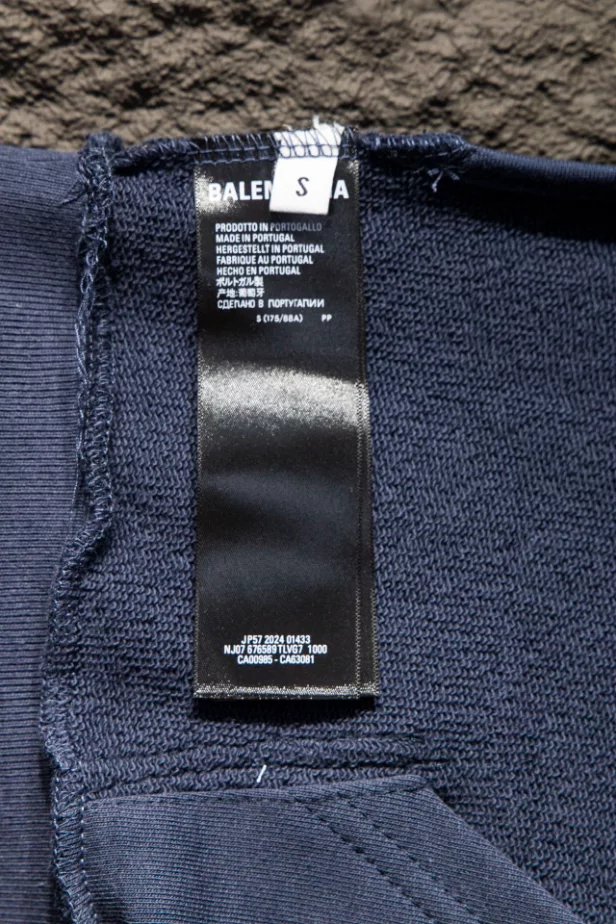 BALEN A
S
PRODOTTO IN PORTOGALLO
MADE IN PORTUGAL
HERGESTELLT IN PORTUGAL
FABRIQUE AU PORTUGAL
HECHO EN PORTUGAL
ポルトガル製
产地:葡萄牙
СДЕЛАНО В ПОРТУГАЛИИ
S (175/88A) PP
JP57 2024 01433
NJ07 676589TLVG7 1000
CA00985 - CA63081